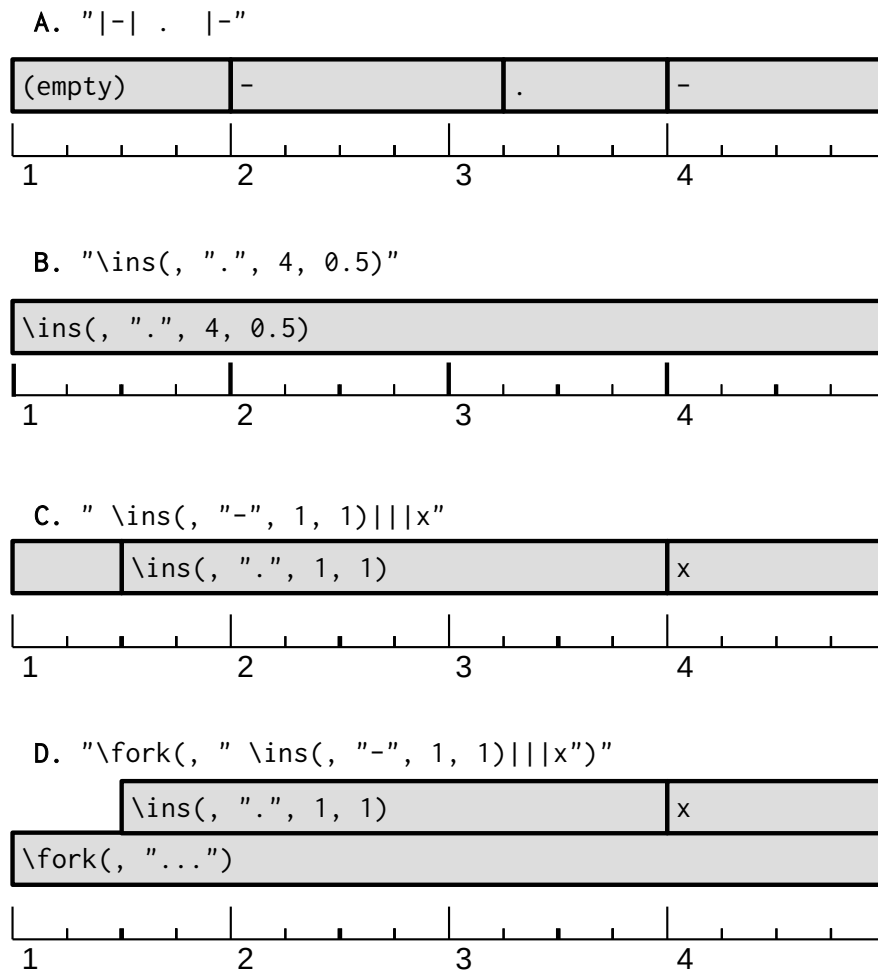 A. "|-| .  |-"
(empty) - . -
1 2 3 4
B. "\ins(, ".", 4, 0.5)"
\ins(, ".", 4, 0.5)
1 2 3 4
C. " \ins(, "-", 1, 1)|||x"
\ins(, ".", 1, 1) x
1 2 3 4
D. "\fork(, " \ins(, "-", 1, 1)|||x")"
\ins(, ".", 1, 1) x
\fork(, "...")
1 2 3 4